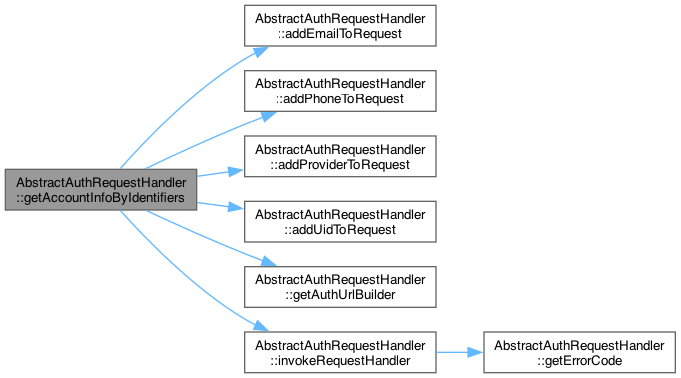 AbstractAuthRequestHandler
::addEmailToRequest
AbstractAuthRequestHandler
::addPhoneToRequest
AbstractAuthRequestHandler
::addProviderToRequest
AbstractAuthRequestHandler
::getAccountInfoByIdentifiers
AbstractAuthRequestHandler
::addUidToRequest
AbstractAuthRequestHandler
::getAuthUrlBuilder
AbstractAuthRequestHandler
::invokeRequestHandler
AbstractAuthRequestHandler
::getErrorCode